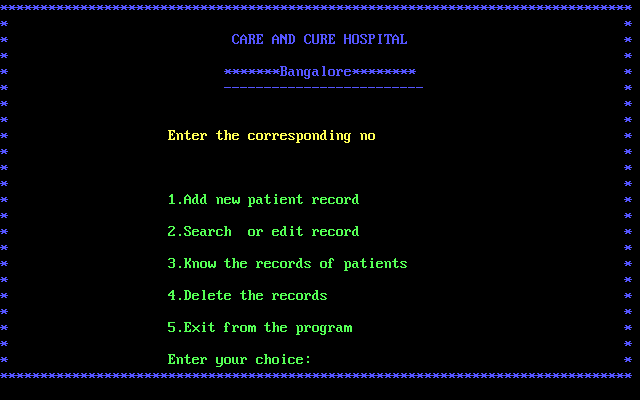 *******************************************************************************
CARE AND CURE HOSPITAL
*******Bangalore********
-------------------------
Enter the corresponding no
1.Add new patient record
2.Search  or edit record
3.Know the records of patients
4.Delete the records
5.Exit from the program
Enter your choice:
*******************************************************************************